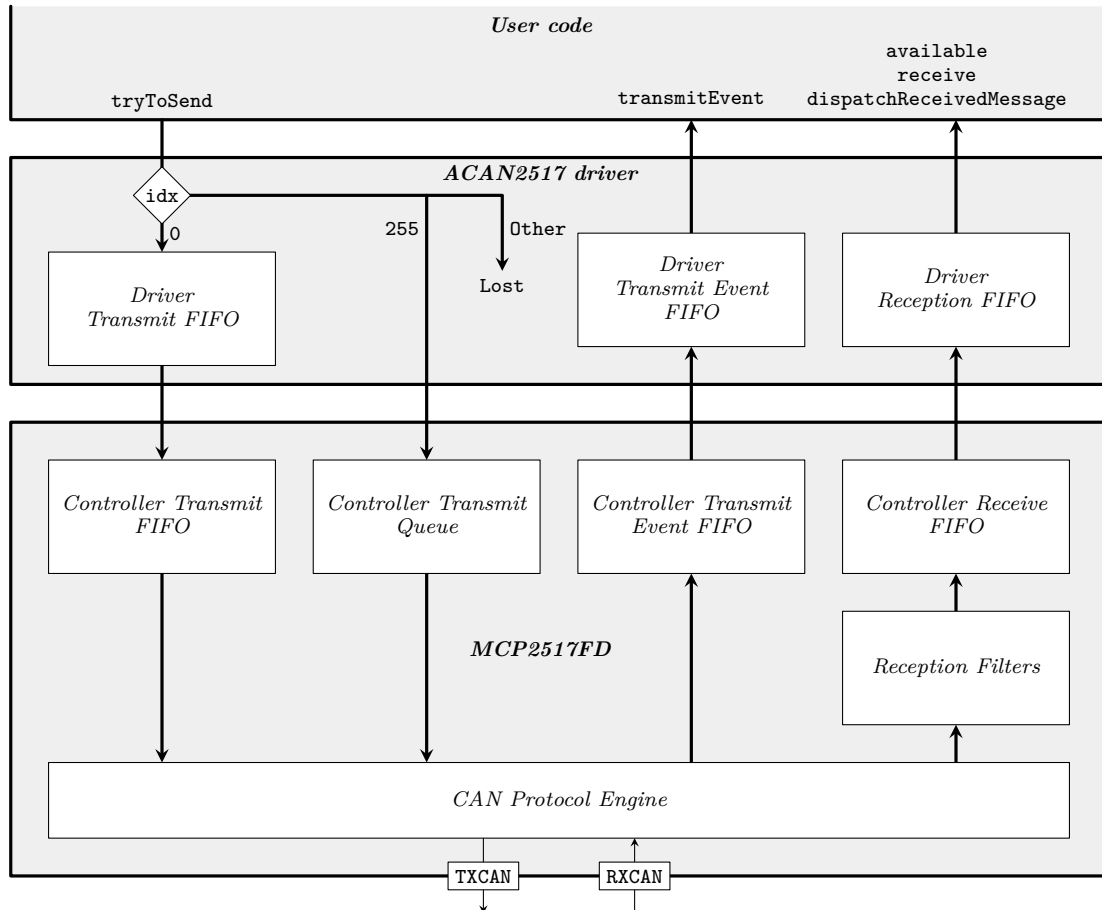 User code
tryToSend
transmitEvent
available
receive
dispatchReceivedMessage
ACAN2517 driver
idx
0
255
Other
Lost
Driver
Transmit FIFO
Driver
Transmit Event
FIFO
Driver
Reception FIFO
Controller Transmit
FIFO
Controller Transmit
Queue
Controller Transmit
Event FIFO
Controller Receive
FIFO
MCP2517FD
Reception Filters
CAN Protocol Engine
TXCAN
RXCAN